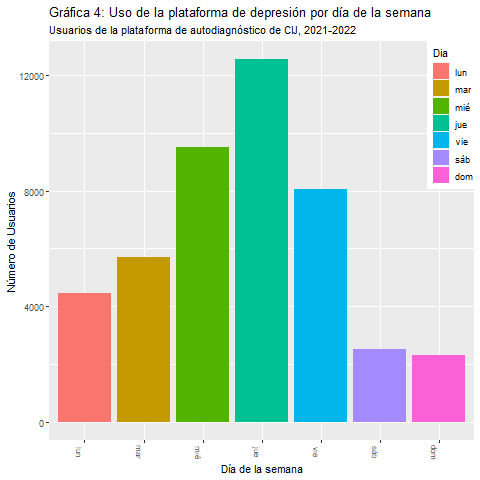 Gráfica 4: Uso de la plataforma de depresión por día de la semana
Usuarios de la plataforma de autodiagnóstico de CIJ, 2021-2022
Dia
lun
mar
mié
jue
vie
sáb
dom
12000
8000
4000
0
Número de Usuarios
lun
mar
mié
jue
vie
sáb
dom
Día de la semana